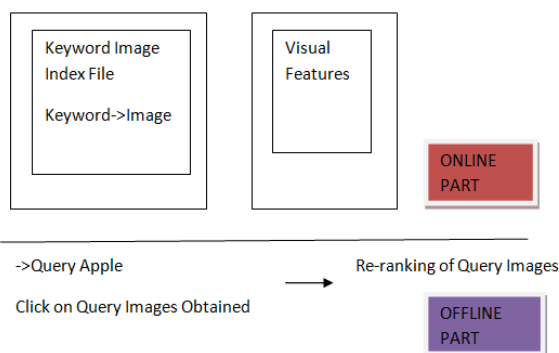 Keyword Image
Index File
Keyword->Image
Visual
Features
ONLINE
PART
->Query Apple
Re-ranking of Query Images
Click on Query Images Obtained
OFFLINE
PART